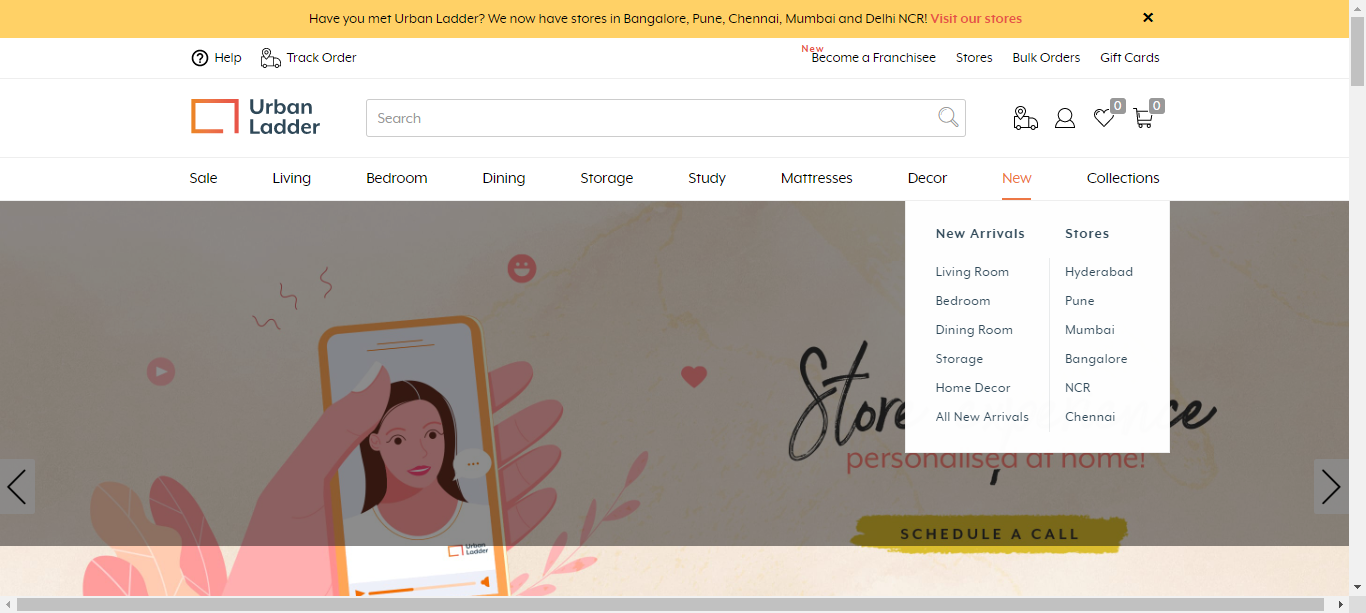 Have you met Urban Ladder? We now have stores in Bangalore, Pune, Chennai, Mumbai and Delhi NCR! Visit our stores
Help
Track Order
New
Become a Franchisee
Stores
Bulk Orders
Gift Cards
Urban
Ladder
Search
0
0
Sale
Living
Bedroom
Dining
Storage
Study
Mattresses
Decor
New
Collections
New Arrivals
Living Room
Bedroom
Dining Room
Storage
Home Decor
All New Arrivals
Stores
Hyderabad
Pune
Mumbai
Bangalore
NCR
Chennai
Store
personalised at home!
SCHEDULE A CALL
Urban
Ladder